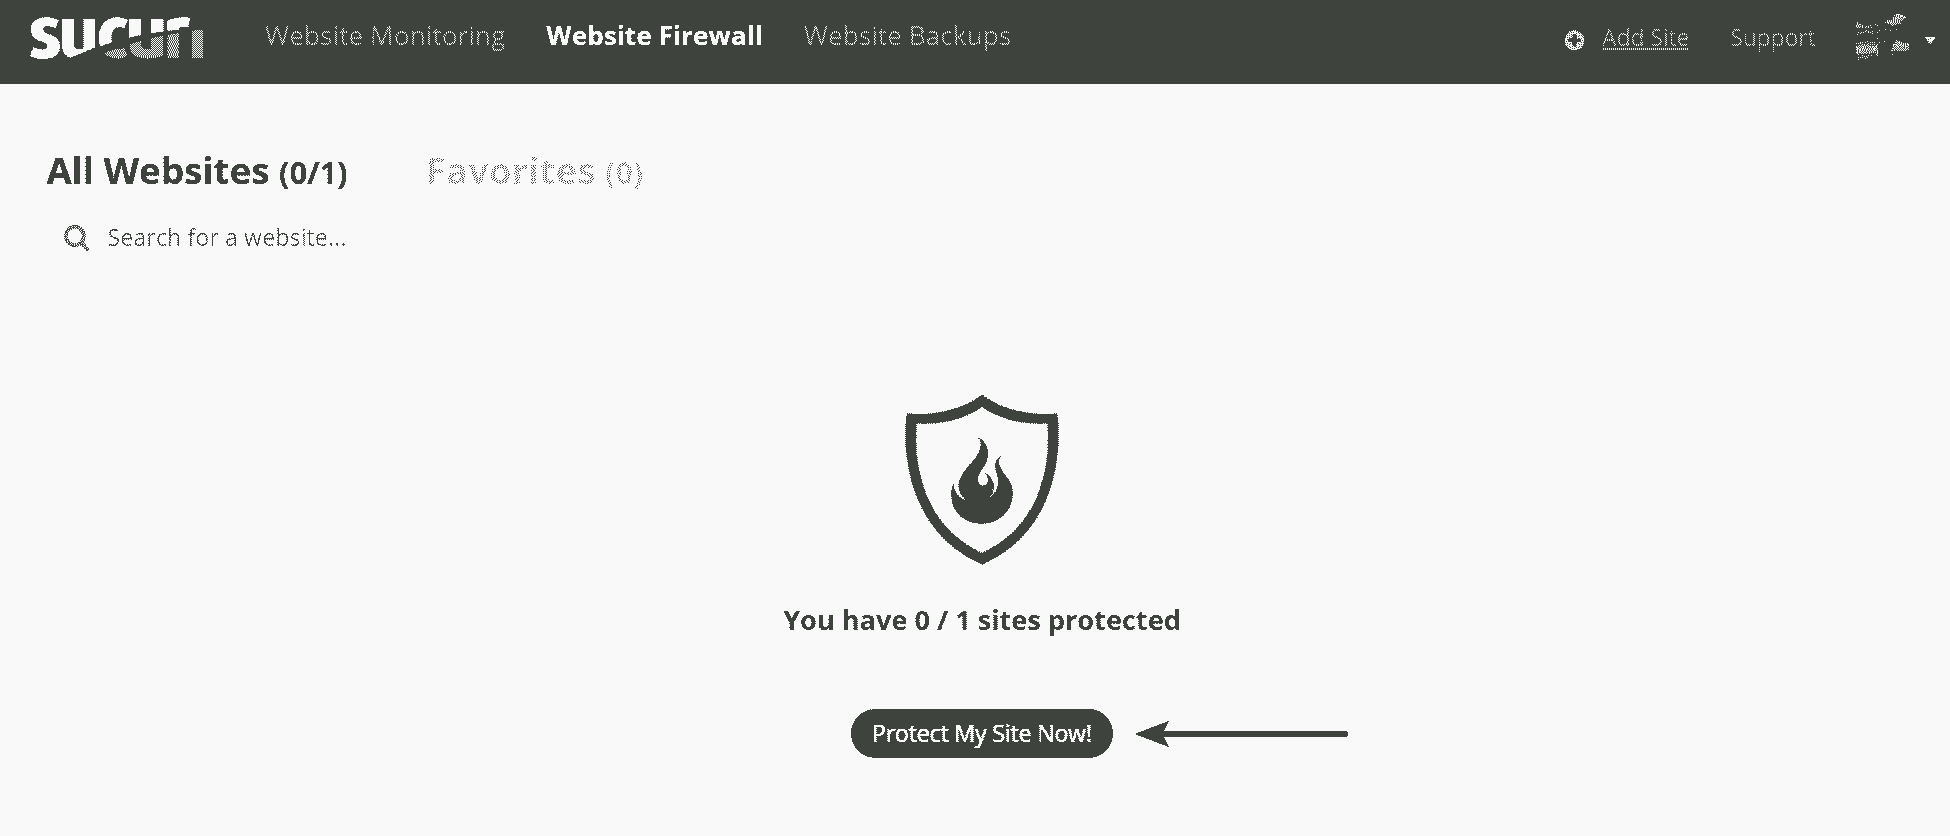 sucuri Website Monitoring Website Firewall Website Backups Add Site Support
All Websites (0/1) Favorites (0)
Search for a website...
You have 0 / 1 sites protected
Protect My Site Now!